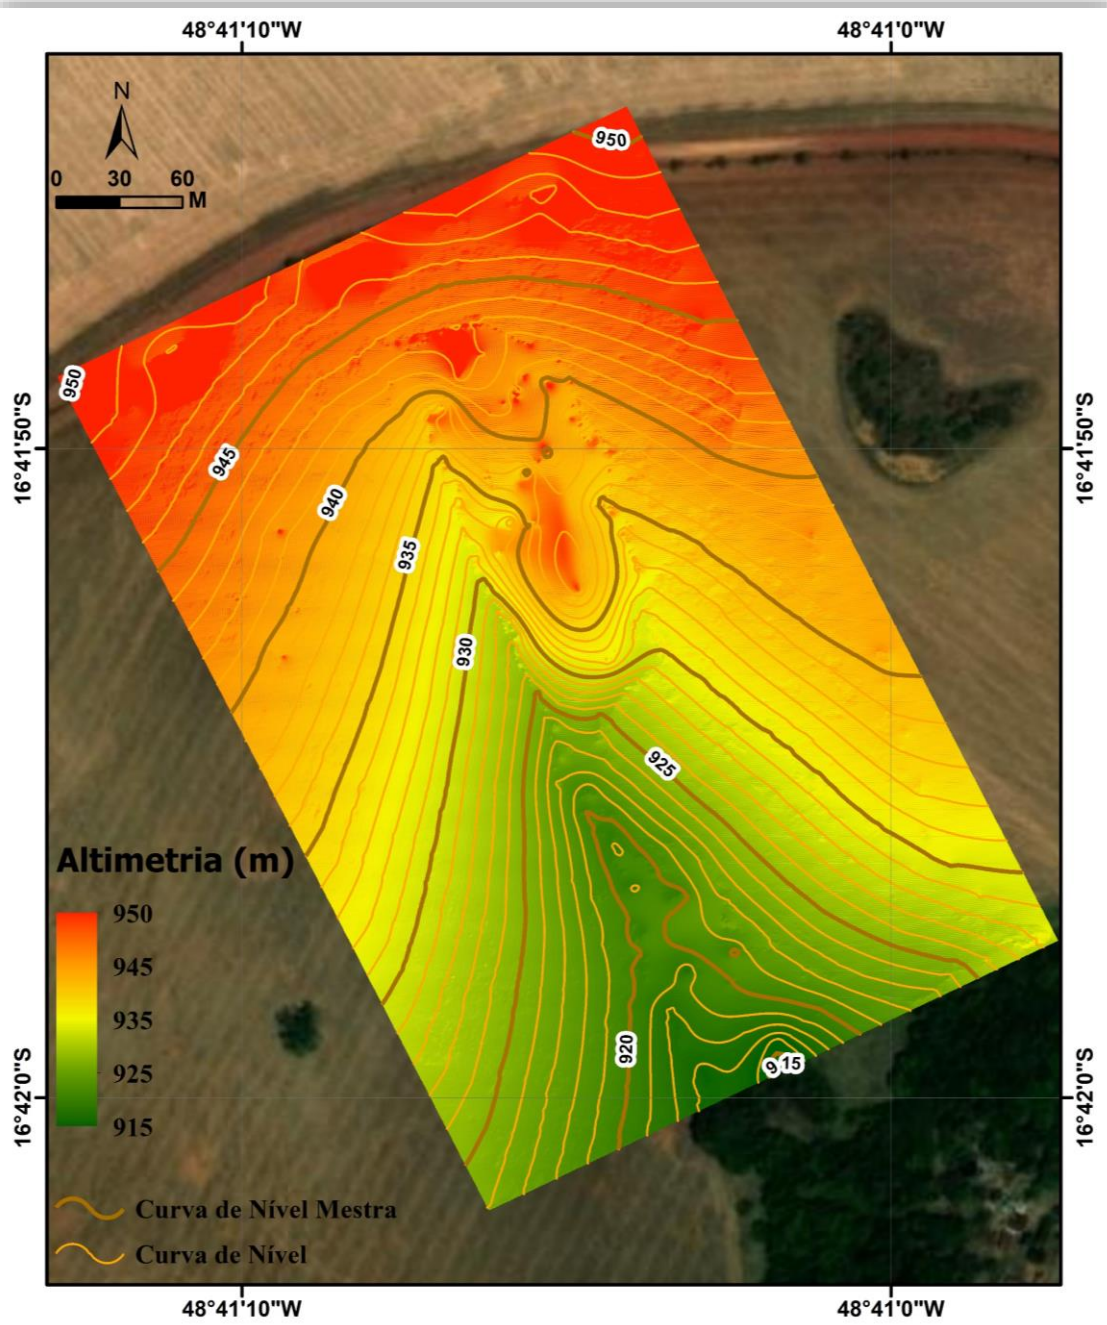 48°41'10"W 48°41'0"W
N
0 30 60
M
950
950
16°41'50"S 16°41'50"S
945
940
935
930
925
920
915
16°42'0"S 16°42'0"S
Altimetria (m)
950
945
935
925
915
Curva de Nível Mestra
Curva de Nível
48°41'10"W 48°41'0"W